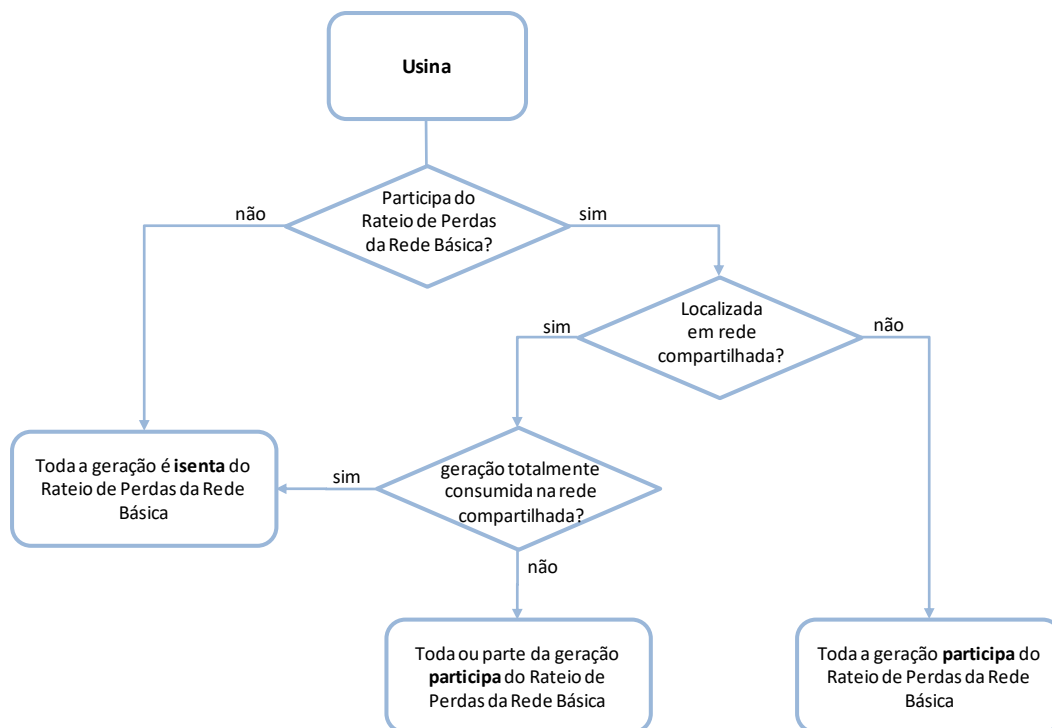 Usina
Participa do
Rateio de Perdas
da Rede Básica?
não
sim
Localizada
em rede
compartilhada?
sim
não
Toda a geração é isenta do
Rateio de Perdas da Rede
Básica
sim
geração totalmente
consumida na rede
compartilhada?
não
Toda ou parte da geração
participa do Rateio de
Perdas da Rede Básica
Toda a geração participa do
Rateio de Perdas da Rede
Básica